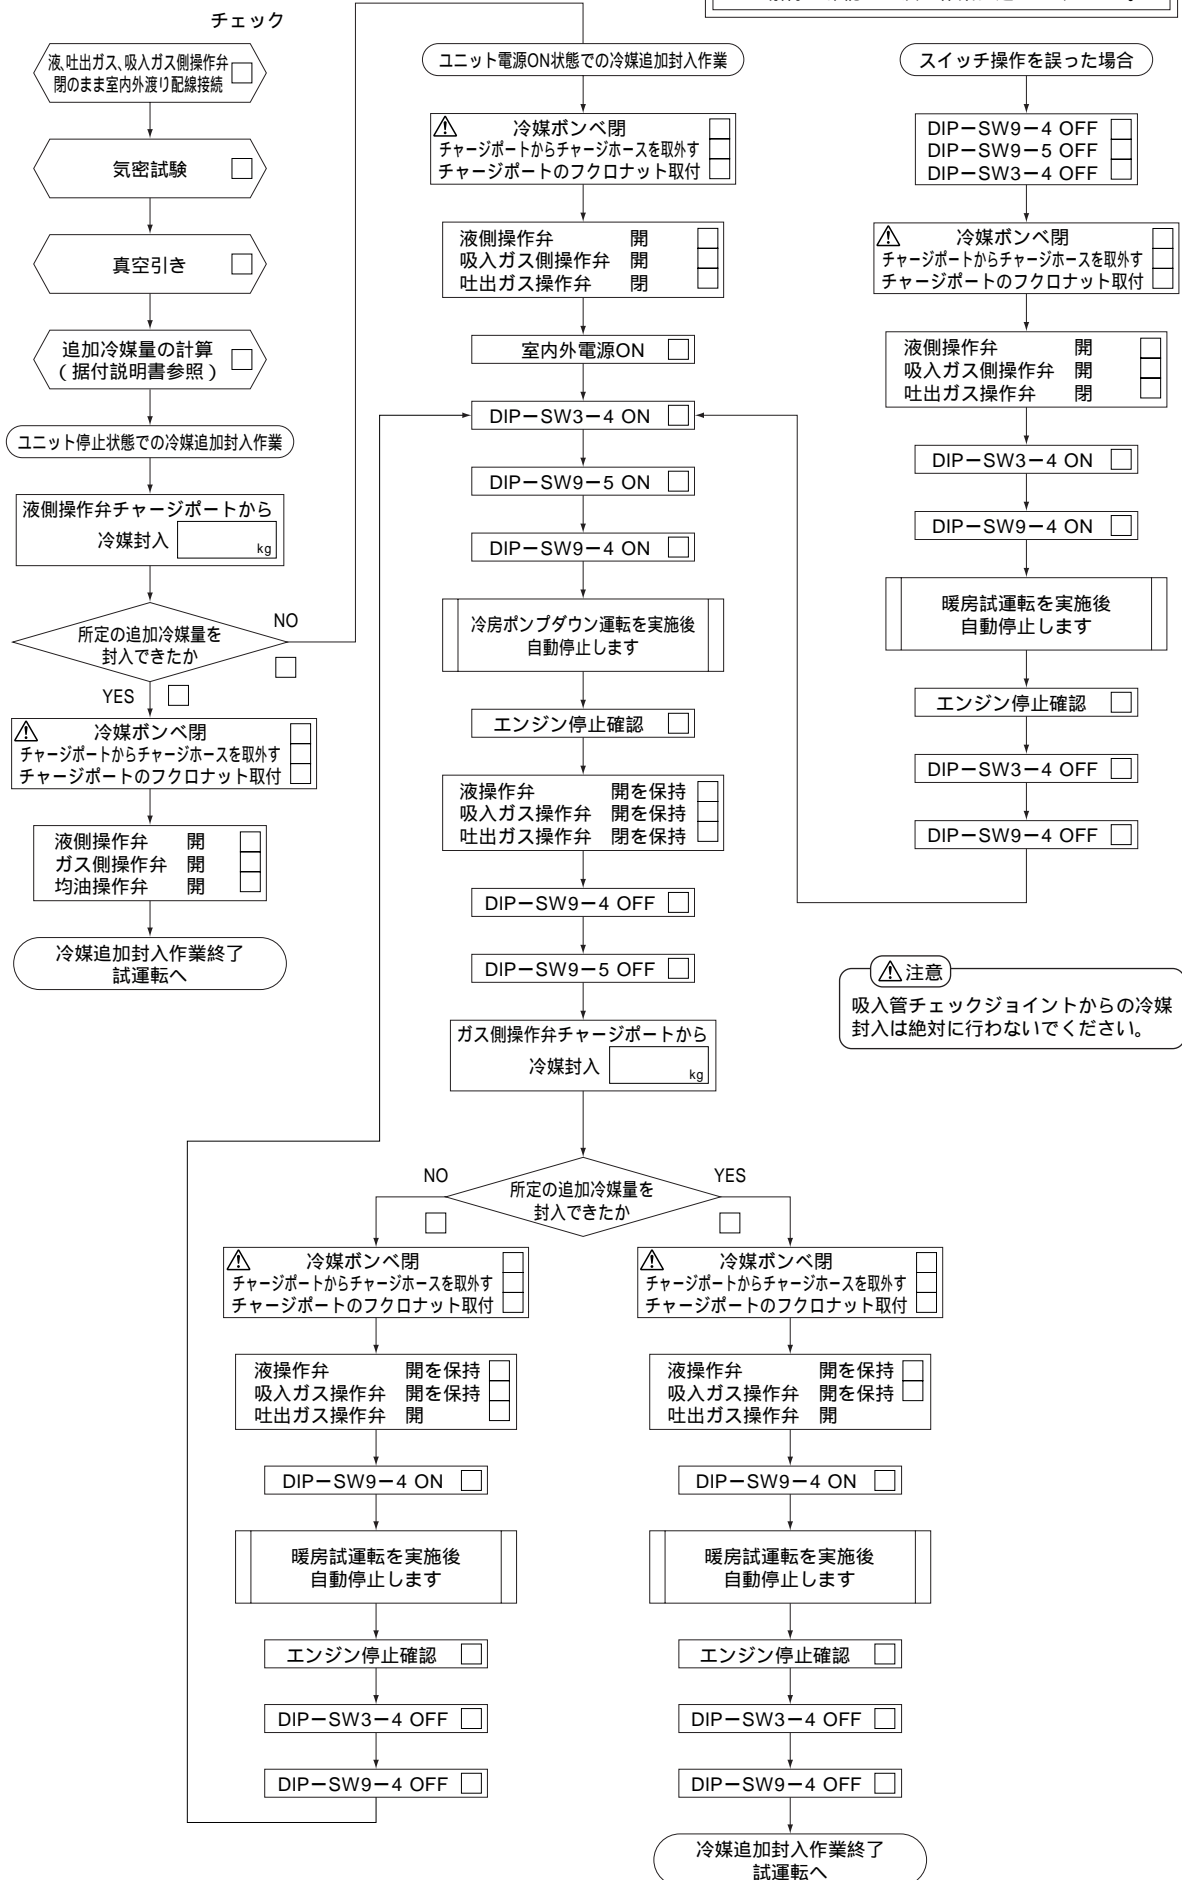 チェック
液、吐出ガス、吸入ガス側操作弁
閉のまま室内外渡り配線接続
気密試験
真空引き
追加冷媒量の計算
(据付説明書参照)
ユニット停止状態での冷媒追加封入作業
液側操作弁チャージポートから
冷媒封入 kg
所定の追加冷媒量を
封入できたか
NO
YES
冷媒ボンベ閉
チャージポートからチャージホースを取外す
チャージポートのフクロナット取付
液側操作弁 開
ガス側操作弁 開
均油操作弁 開
冷媒追加封入作業終了
試運転へ
ユニット電源ON状態での冷媒追加封入作業
冷媒ボンベ閉
チャージポートからチャージホースを取外す
チャージポートのフクロナット取付
液側操作弁 開
吸入ガス側操作弁 開
吐出ガス操作弁 閉
室内外電源ON
DIP-SW3-4 ON
DIP-SW9-5 ON
DIP-SW9-4 ON
冷房ポンプダウン運転を実施後
自動停止します
エンジン停止確認
液操作弁 開を保持
吸入ガス操作弁 開を保持
吐出ガス操作弁 閉を保持
DIP-SW9-4 OFF
DIP-SW9-5 OFF
ガス側操作弁チャージポートから
冷媒封入 kg
所定の追加冷媒量を
封入できたか
NO
YES
冷媒ボンベ閉
チャージポートからチャージホースを取外す
チャージポートのフクロナット取付
液操作弁 開を保持
吸入ガス操作弁 開を保持
吐出ガス操作弁 開
DIP-SW9-4 ON
暖房試運転を実施後
自動停止します
エンジン停止確認
DIP-SW3-4 OFF
DIP-SW9-4 OFF
冷媒ボンベ閉
チャージポートからチャージホースを取外す
チャージポートのフクロナット取付
液操作弁 開を保持
吸入ガス操作弁 開を保持
吐出ガス操作弁 開
DIP-SW9-4 ON
暖房試運転を実施後
自動停止します
エンジン停止確認
DIP-SW3-4 OFF
DIP-SW9-4 OFF
冷媒追加封入作業終了
試運転へ
スイッチ操作を誤った場合
DIP-SW9-4 OFF
DIP-SW9-5 OFF
DIP-SW3-4 OFF
冷媒ボンベ閉
チャージポートからチャージホースを取外す
チャージポートのフクロナット取付
液側操作弁 開
吸入ガス側操作弁 開
吐出ガス操作弁 閉
DIP-SW3-4 ON
DIP-SW9-4 ON
暖房試運転を実施後
自動停止します
エンジン停止確認
DIP-SW3-4 OFF
DIP-SW9-4 OFF
注意
吸入管チェックジョイントからの冷媒
封入は絶対に行わないでください。